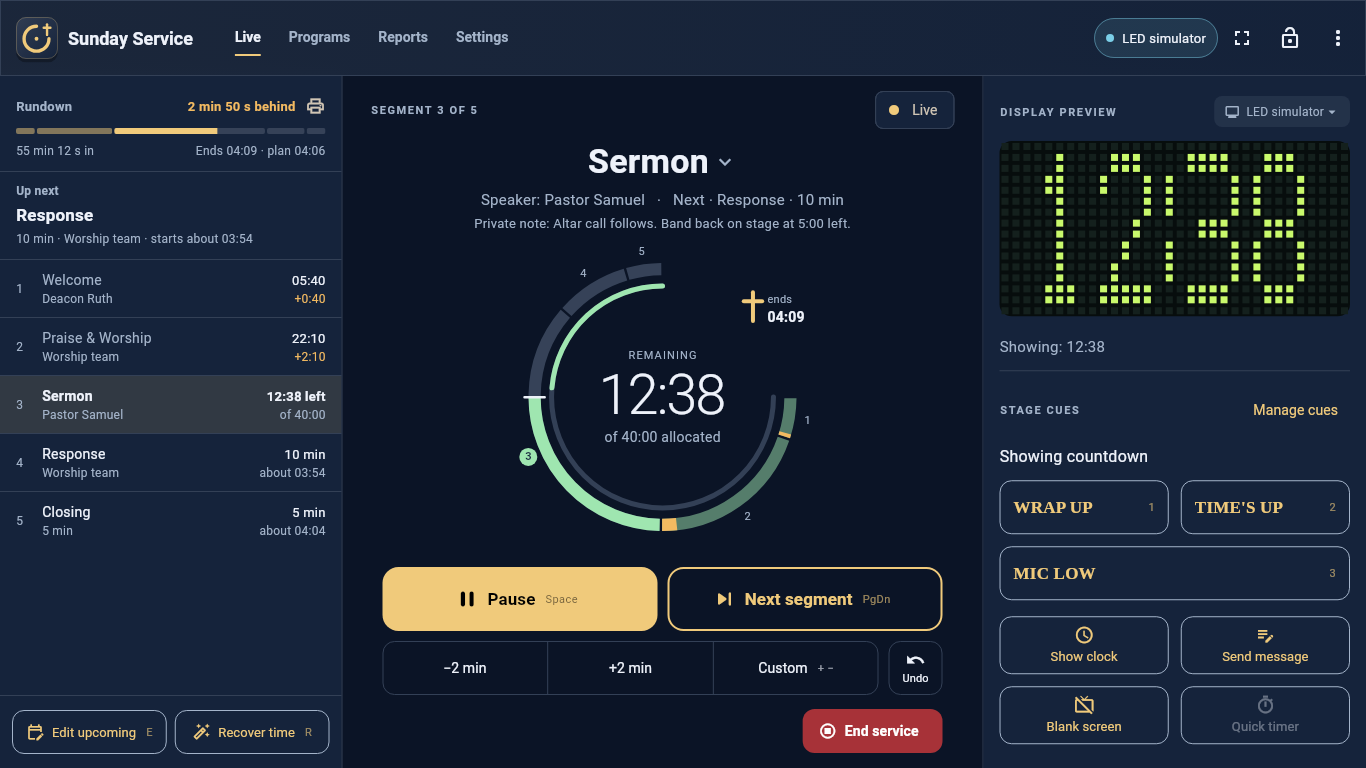 Sunday Service
Live
Programs
Reports
Settings
LED simulator
Rundown
2 min 50 s behind
55 min 12 s in
Ends 04:09 · plan 04:06
Up next
Response
10 min · Worship team · starts about 03:54
1
Welcome
05:40
Deacon Ruth
+0:40
2
Praise & Worship
22:10
Worship team
+2:10
3
Sermon
12:38 left
Pastor Samuel
of 40:00
4
Response
10 min
Worship team
about 03:54
5
Closing
5 min
5 min
about 04:04
Edit upcoming E
Recover time R
SEGMENT 3 OF 5
Live
Sermon
Speaker: Pastor Samuel · Next · Response · 10 min
Private note: Altar call follows. Band back on stage at 5:00 left.
5
4
ends
04:09
REMAINING
12:38
of 40:00 allocated
1
3
2
Pause Space
Next segment PgDn
−2 min
+2 min
Custom + −
Undo
End service
DISPLAY PREVIEW
LED simulator
12:38
Showing: 12:38
STAGE CUES
Manage cues
Showing countdown
WRAP UP 1
TIME'S UP 2
MIC LOW 3
Show clock
Send message
Blank screen
Quick timer